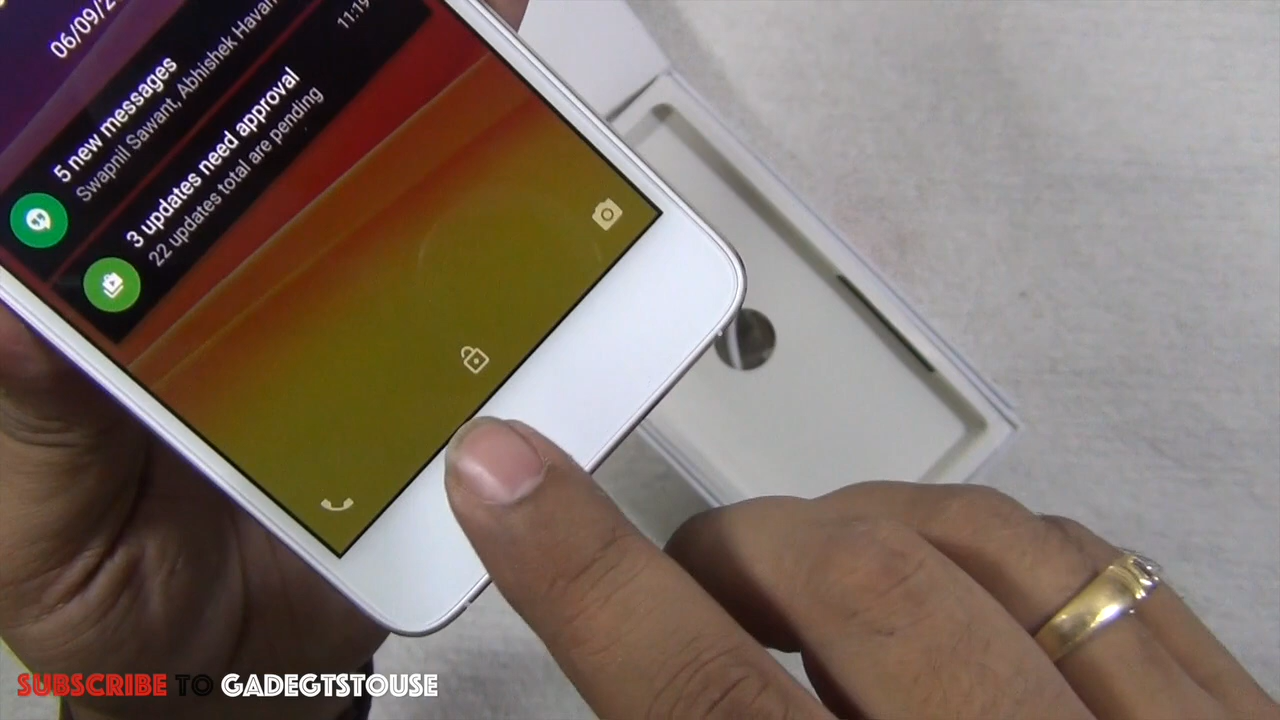 06/09/2
5 new messages
Swapnil Sawant, Abhishek Havan
11:19
3 updates need approval
22 updates total are pending
SUBSCRIBE TO GADEGTSTOUSE